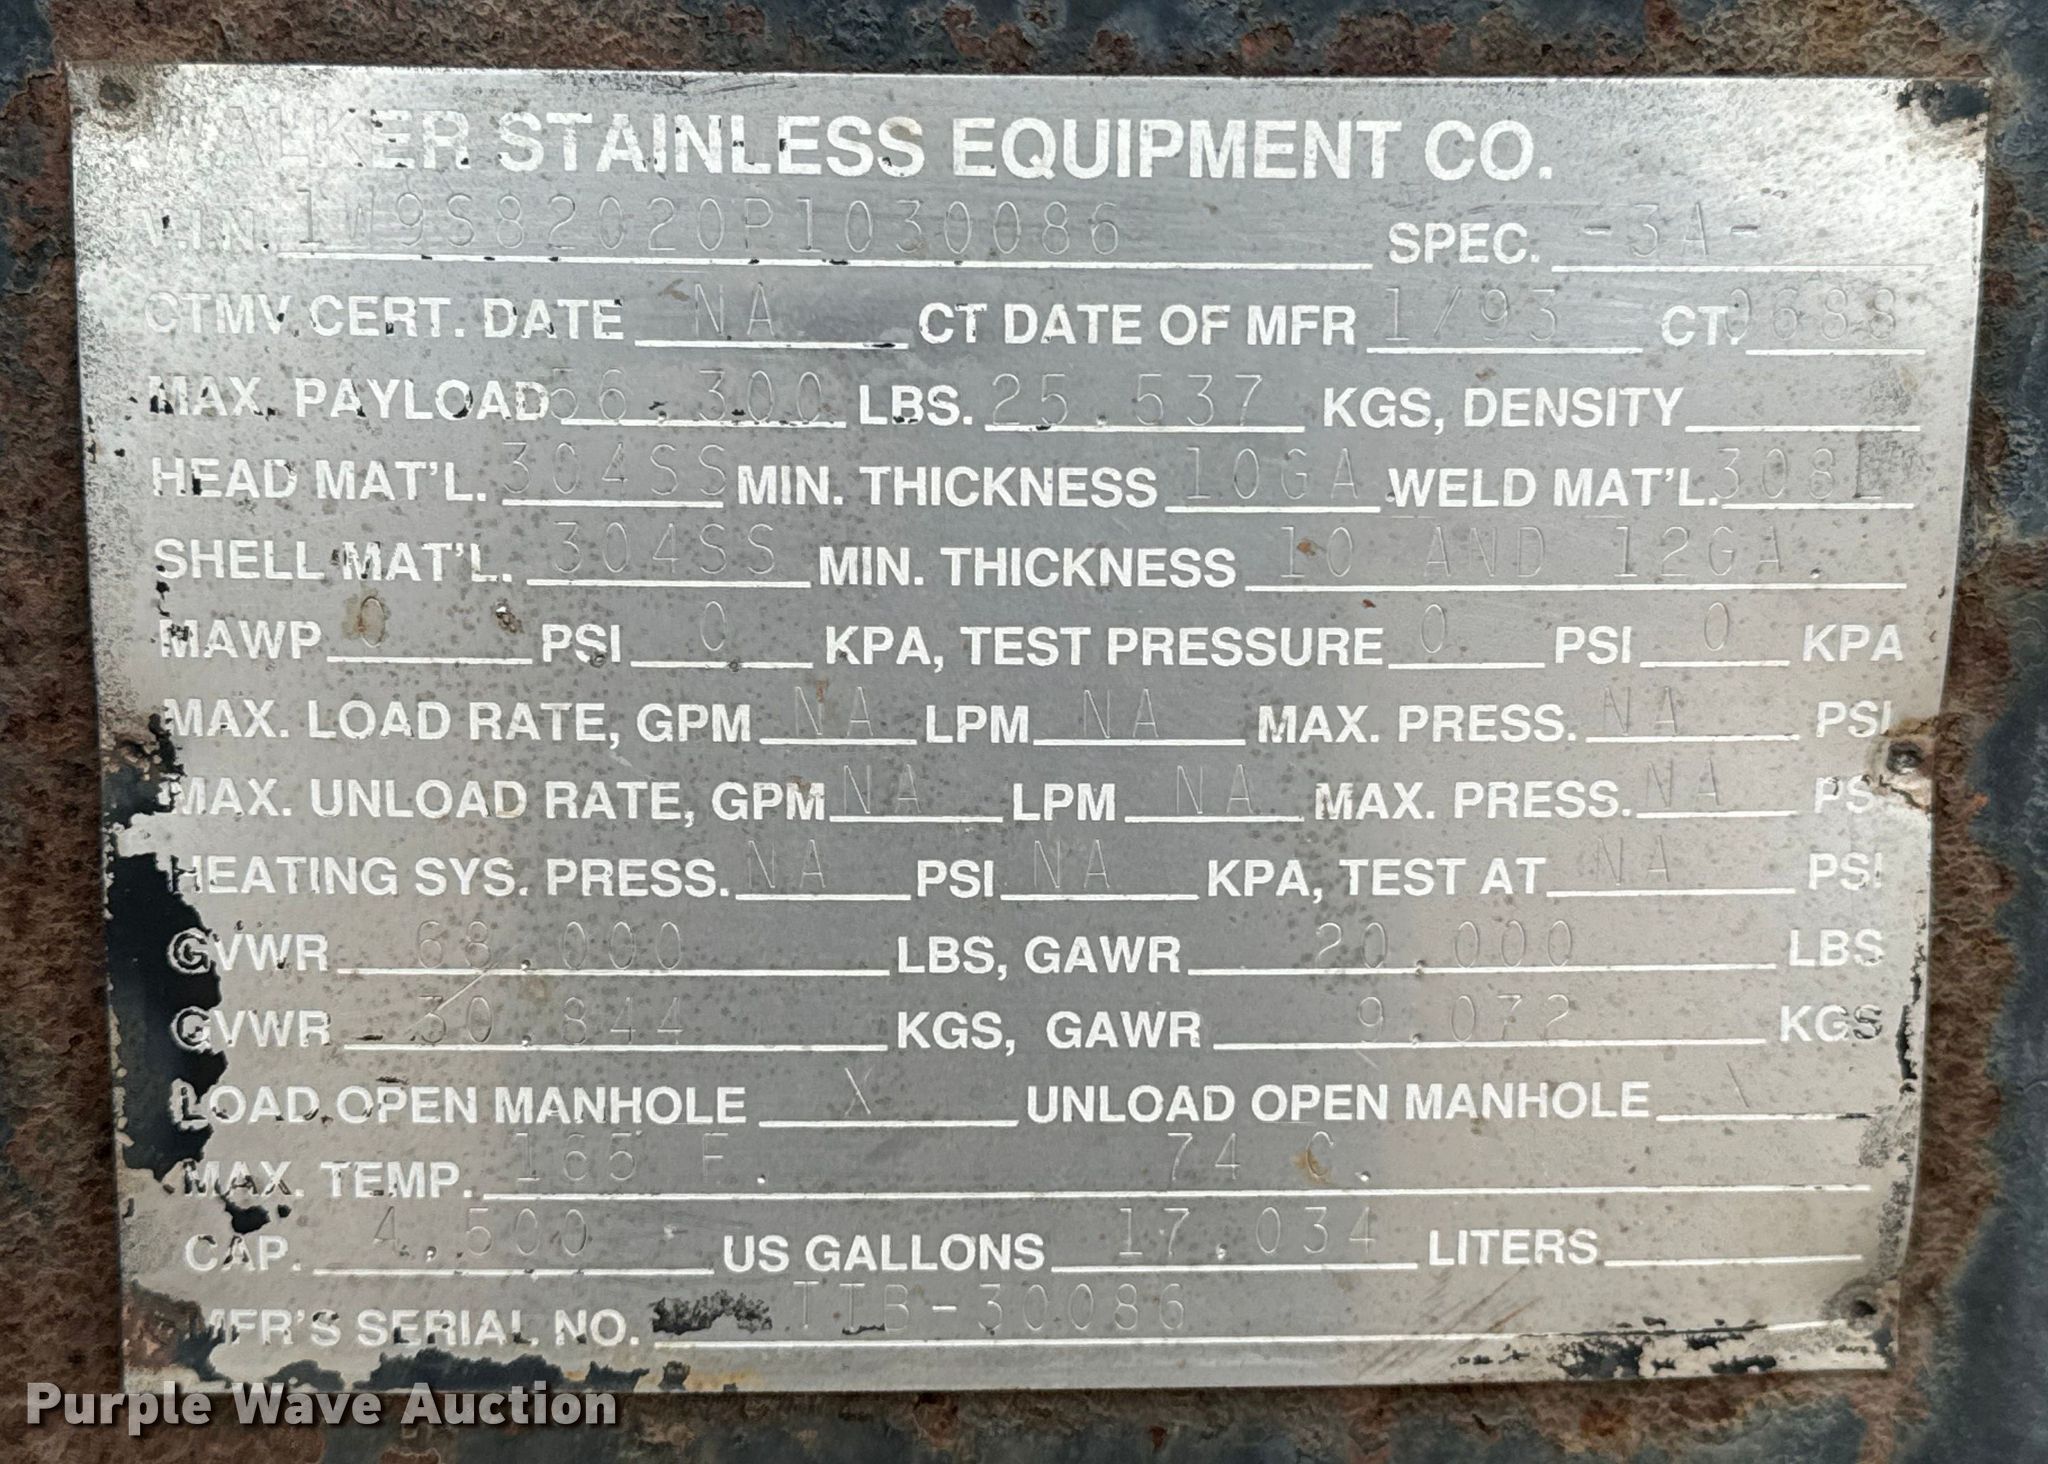 WALKER STAINLESS EQUIPMENT CO.
V.I.N. 1W9S82020P1030086 SPEC. -3A-
CTMV CERT. DATE NA CT DATE OF MFR 1/93 CT. 0688
MAX. PAYLOAD 56,300 LBS. 25,537 KGS, DENSITY
HEAD MAT'L. 304SS MIN. THICKNESS 10GA. WELD MAT'L. 308L
SHELL MAT'L. 304SS MIN. THICKNESS 10 AND 12GA.
MAWP 0 PSI 0 KPA, TEST PRESSURE 0 PSI 0 KPA
MAX. LOAD RATE, GPM NA LPM NA MAX. PRESS. NA PSI
MAX. UNLOAD RATE, GPM NA LPM NA MAX. PRESS. NA PSI
HEATING SYS. PRESS. NA PSI NA KPA, TEST AT NA PSI
GVWR 68,000 LBS, GAWR 20,000 LBS
GVWR 30,844 KGS, GAWR 9,072 KGS
LOAD OPEN MANHOLE X UNLOAD OPEN MANHOLE X
MAX. TEMP. 165 F. 74 C.
CAP. 4,500 - US GALLONS 17,034 LITERS
MFR'S SERIAL NO. TTB-30086
Purple Wave Auction